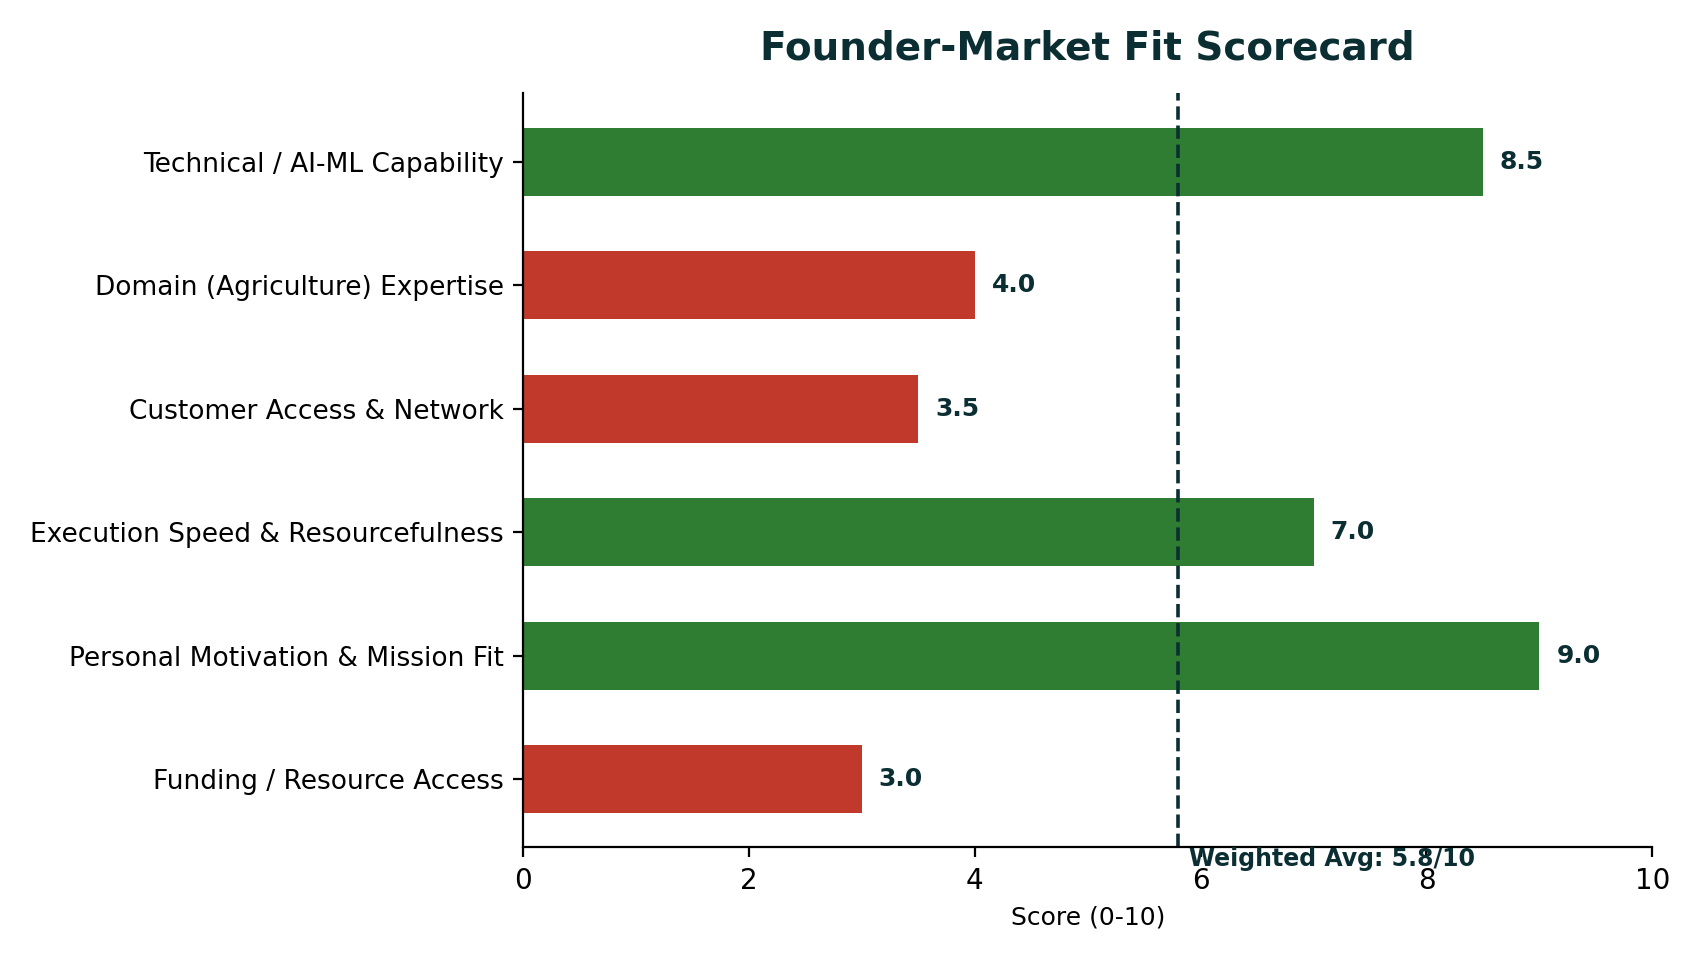 Founder-Market Fit Scorecard
Technical / AI-ML Capability
8.5
Domain (Agriculture) Expertise
4.0
Customer Access & Network
3.5
Execution Speed & Resourcefulness
7.0
Personal Motivation & Mission Fit
9.0
Funding / Resource Access
3.0
Weighted Avg: 5.8/10
0 2 4 6 8 10
Score (0-10)